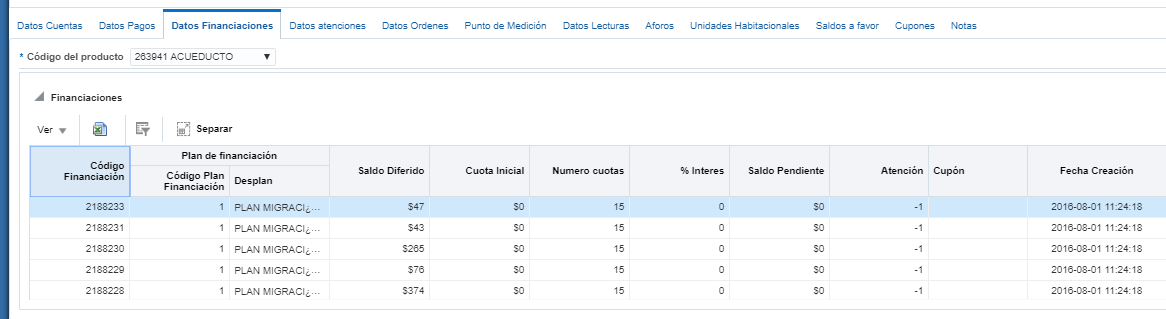 Datos Cuentas Datos Pagos Datos Financiaciones Datos atenciones Datos Ordenes Punto de Medición Datos Lecturas Aforos Unidades Habitacionales Saldos a favor Cupones Notas
* Código del producto 263941 ACUEDUCTO
Financiaciones
Ver Separar
Código Financiación Plan de financiación Código Plan Financiación Desplan Saldo Diferido Cuota Inicial Numero cuotas % Interes Saldo Pendiente Atención Cupón Fecha Creación
2188233 1 PLAN MIGRACI¿... $47 $0 15 0 $0 -1 2016-08-01 11:24:18
2188231 1 PLAN MIGRACI¿... $43 $0 15 0 $0 -1 2016-08-01 11:24:18
2188230 1 PLAN MIGRACI¿... $265 $0 15 0 $0 -1 2016-08-01 11:24:18
2188229 1 PLAN MIGRACI¿... $76 $0 15 0 $0 -1 2016-08-01 11:24:18
2188228 1 PLAN MIGRACI¿... $374 $0 15 0 $0 -1 2016-08-01 11:24:18